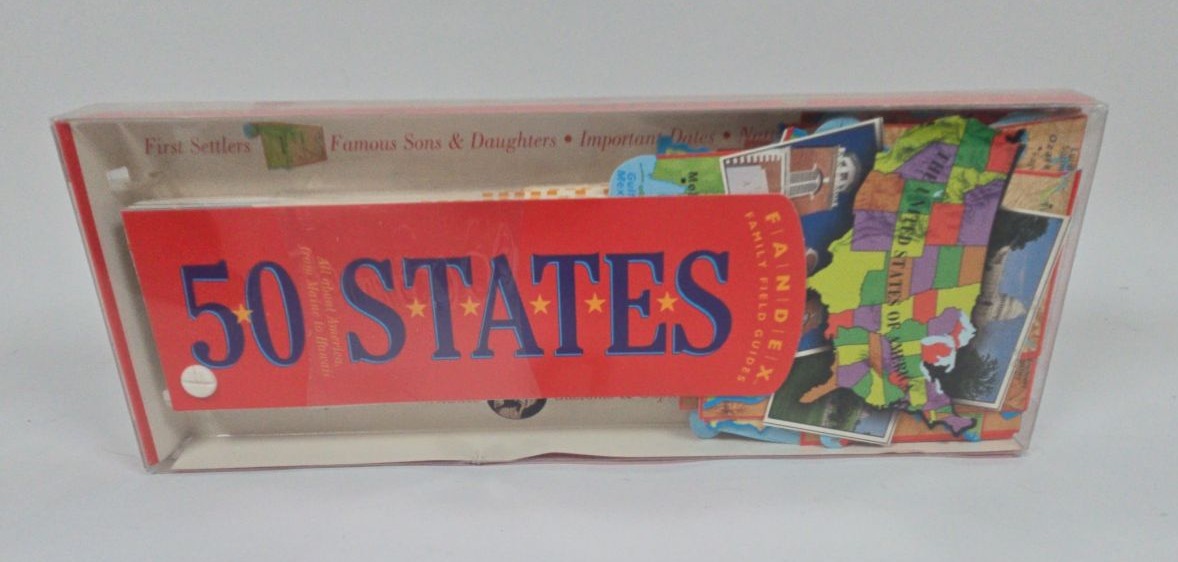 First Settlers
Famous Sons & Daughters • Important Dates •
50 STATES
All about America,
from Maine to Hawaii
F|A|N|D|E|X
FAMILY FIELD GUIDES
THE UNITED STATES OF AMERICA